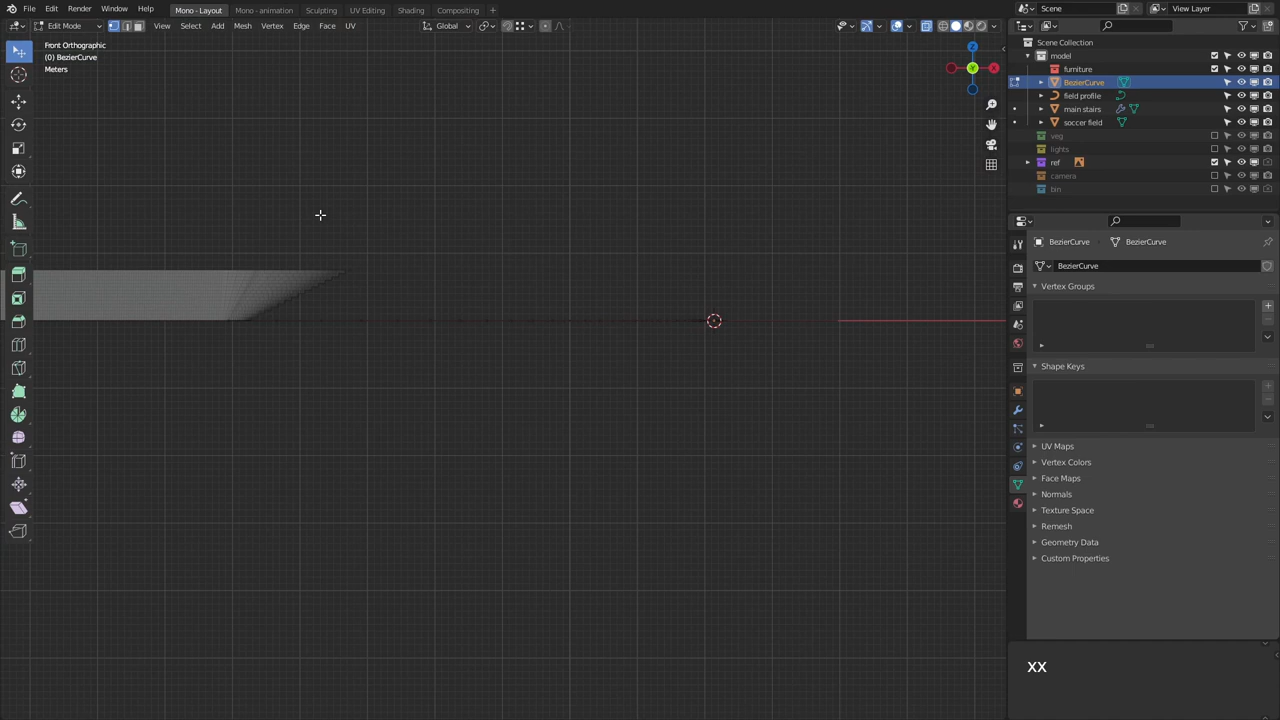 File Edit Render Window Help
Mono - Layout Mono - animation Sculpting UV Editing Shading Compositing +
Scene View Layer
Edit Mode View Select Add Mesh Vertex Edge Face UV Global
Front Orthographic
(0) BezierCurve
Meters
Z
Y
X
Scene Collection
model
furniture
BezierCurve
field profile
main stairs
soccer field
veg
lights
ref
camera
bin
BezierCurve BezierCurve
BezierCurve
Vertex Groups
Shape Keys
UV Maps
Vertex Colors
Face Maps
Normals
Texture Space
Remesh
Geometry Data
Custom Properties
XX